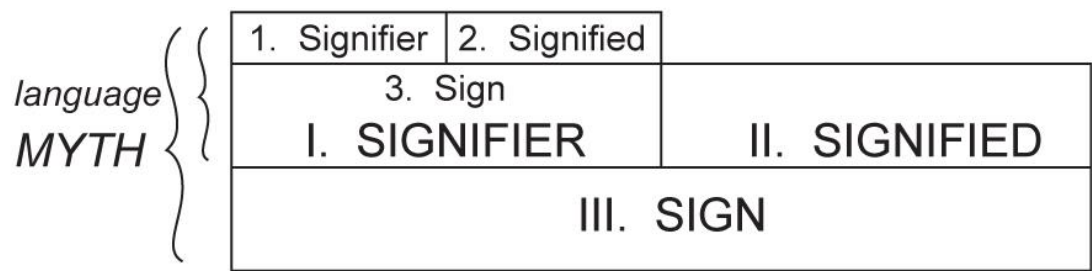 1. Signifier 2. Signified
language 3. Sign
MYTH I. SIGNIFIER II. SIGNIFIED
III. SIGN